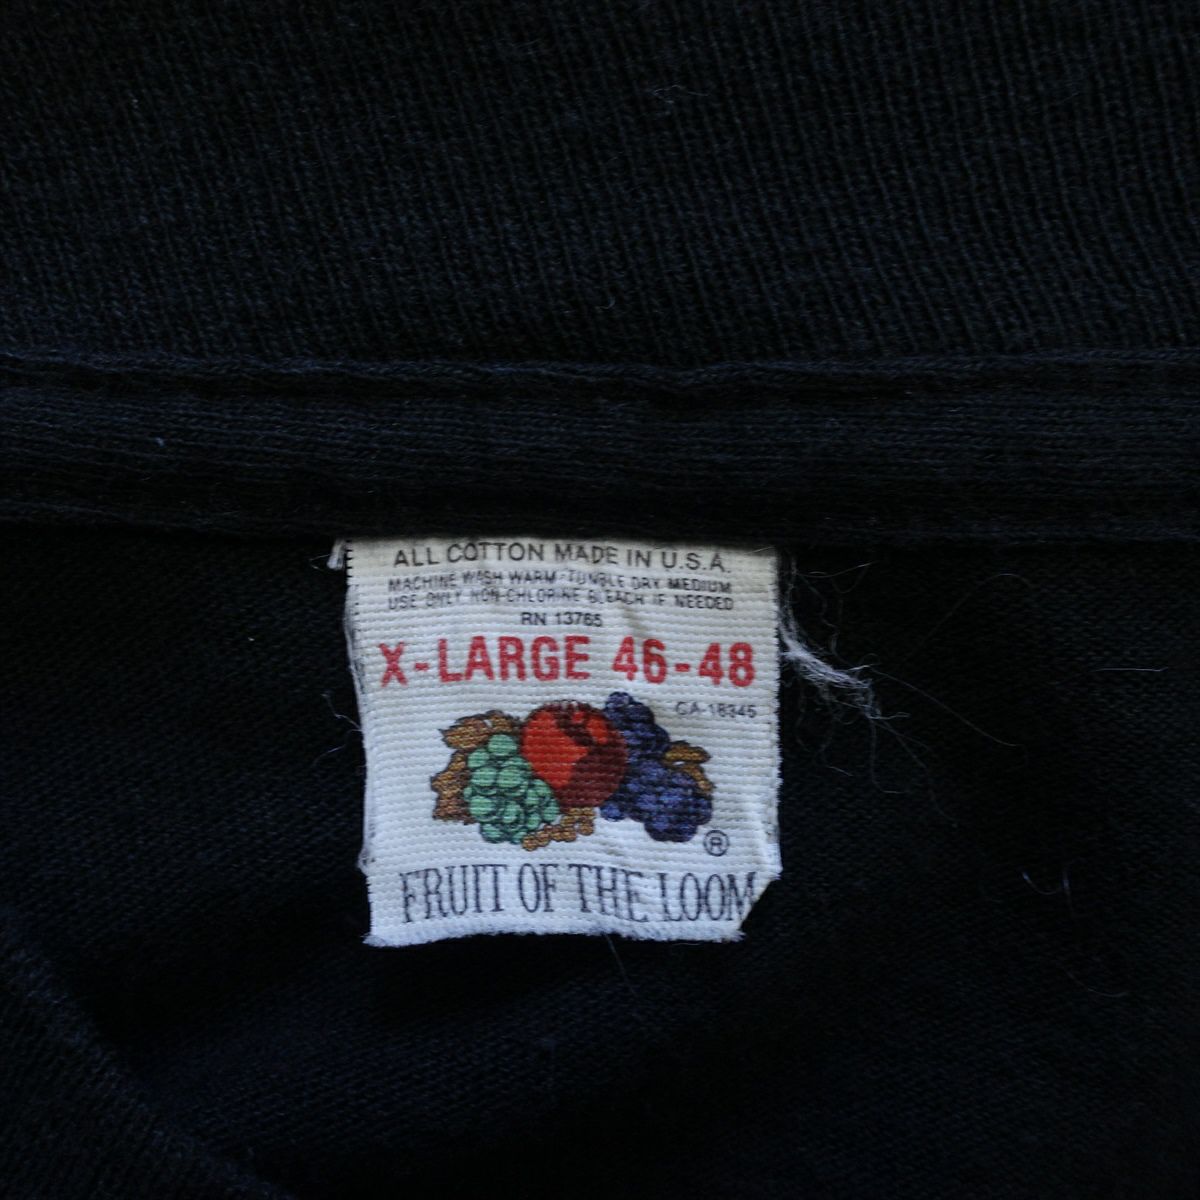 ALL COTTON MADE IN U.S.A.
MACHINE WASH WARM-TUMBLE DRY MEDIUM
USE ONLY NON-CHLORINE BLEACH IF NEEDED
RN 13765
X-LARGE 46-48
CA-18345
®
FRUIT OF THE LOOM